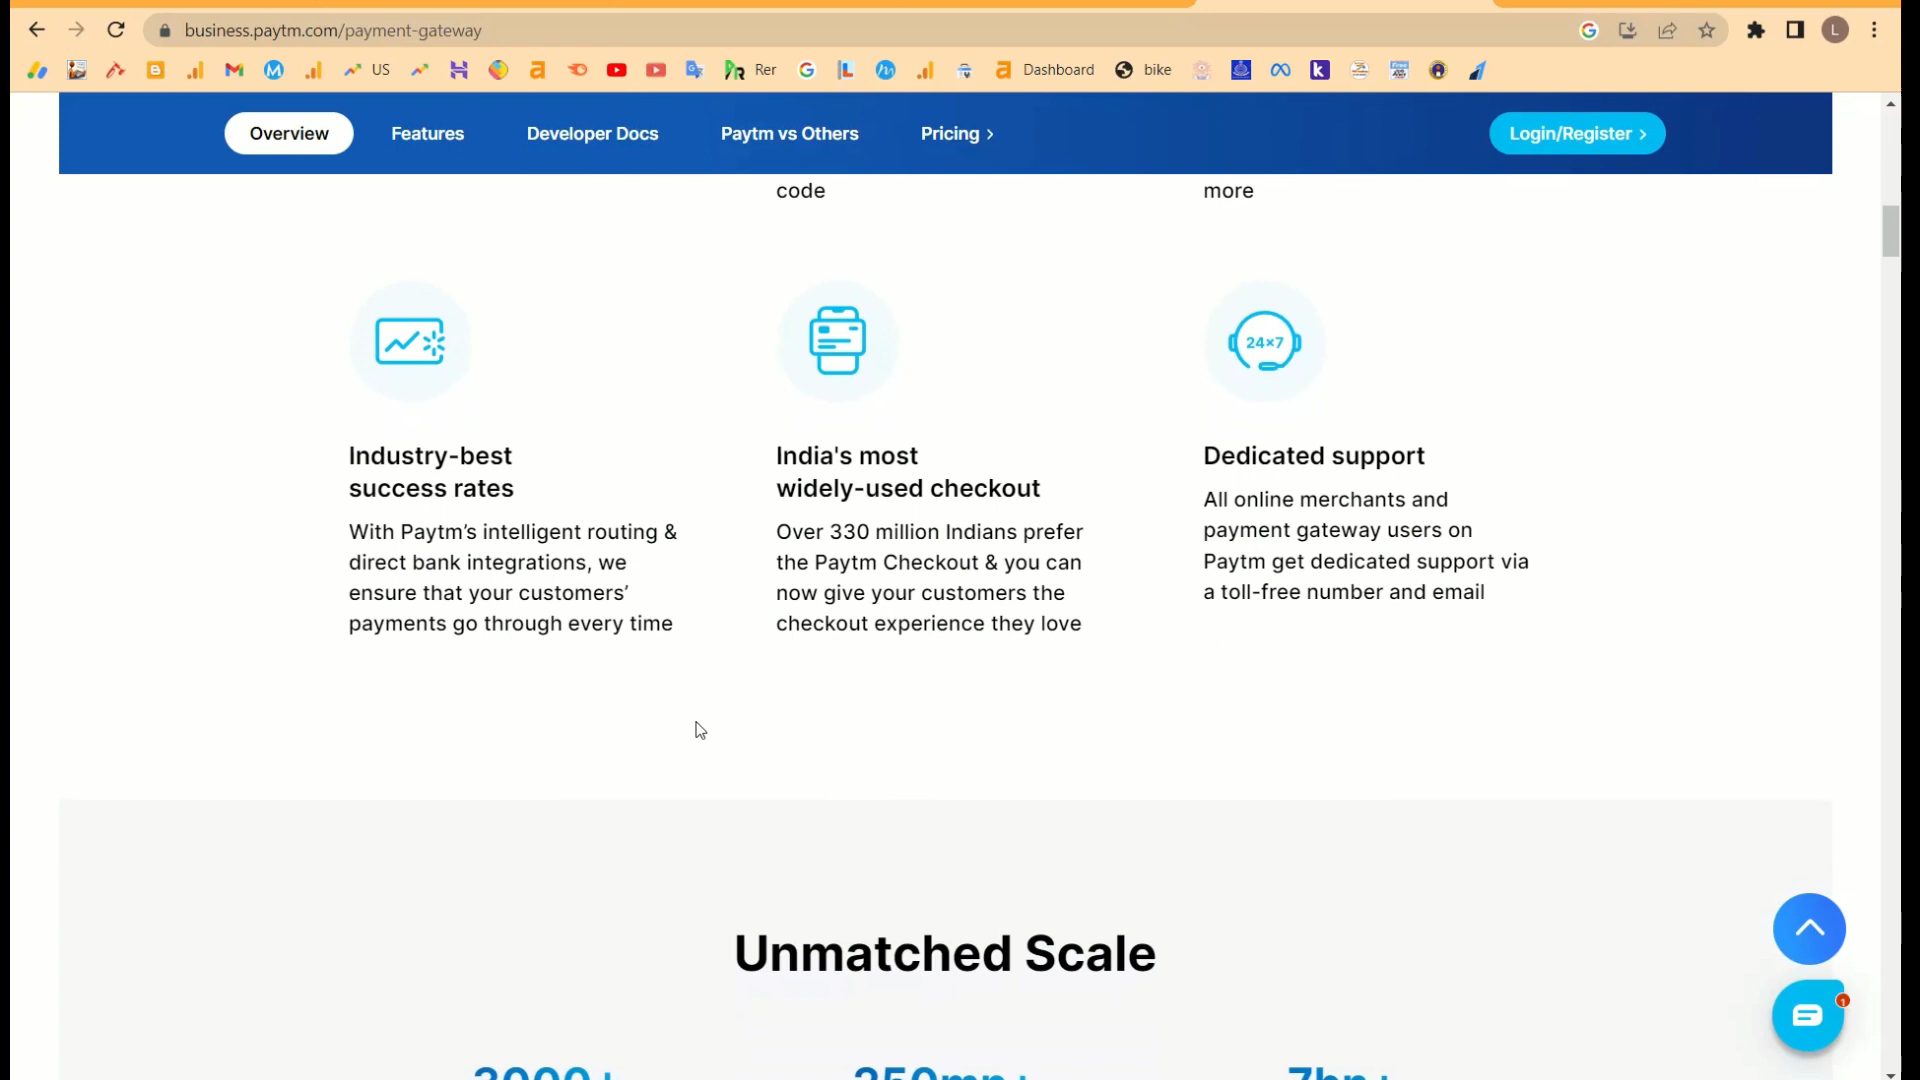 business.paytm.com/payment-gateway
L
US
Rer
Dashboard
bike
Overview
Features
Developer Docs
Paytm vs Others
Pricing
Login/Register
code
more
24×7
Industry-best
success rates
With Paytm’s intelligent routing &
direct bank integrations, we
ensure that your customers’
payments go through every time
India's most
widely-used checkout
Over 330 million Indians prefer
the Paytm Checkout & you can
now give your customers the
checkout experience they love
Dedicated support
All online merchants and
payment gateway users on
Paytm get dedicated support via
a toll-free number and email
Unmatched Scale
1